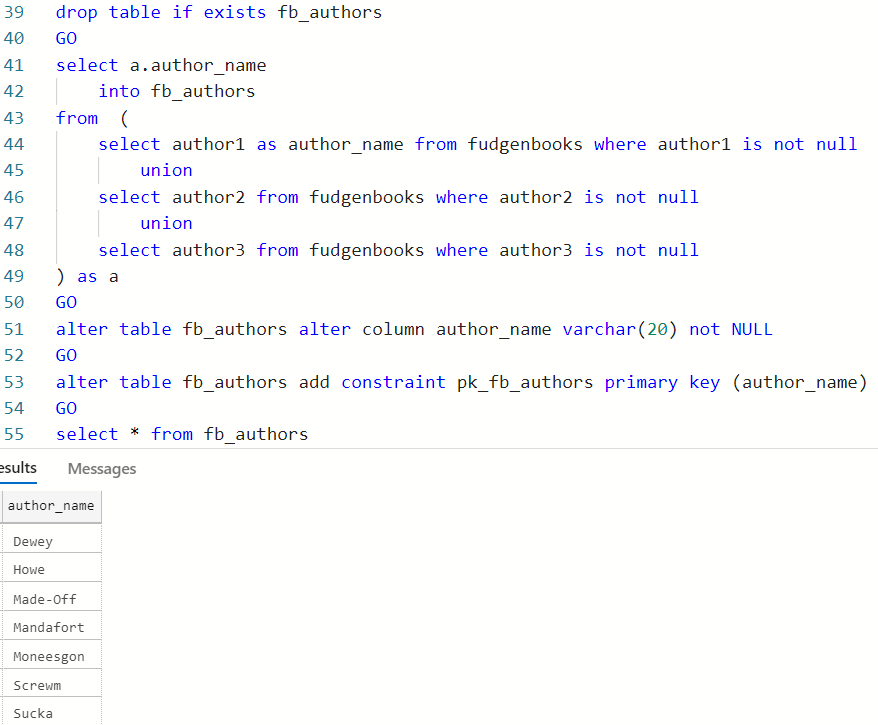 39 drop table if exists fb_authors
40 GO
41 select a.author_name
42 into fb_authors
43 from (
44 select author1 as author_name from fudgenbooks where author1 is not null
45 union
46 select author2 from fudgenbooks where author2 is not null
47 union
48 select author3 from fudgenbooks where author3 is not null
49 ) as a
50 GO
51 alter table fb_authors alter column author_name varchar(20) not NULL
52 GO
53 alter table fb_authors add constraint pk_fb_authors primary key (author_name)
54 GO
55 select * from fb_authors
esults Messages
author_name
Dewey
Howe
Made-Off
Mandafort
Moneesgon
Screwm
Sucka